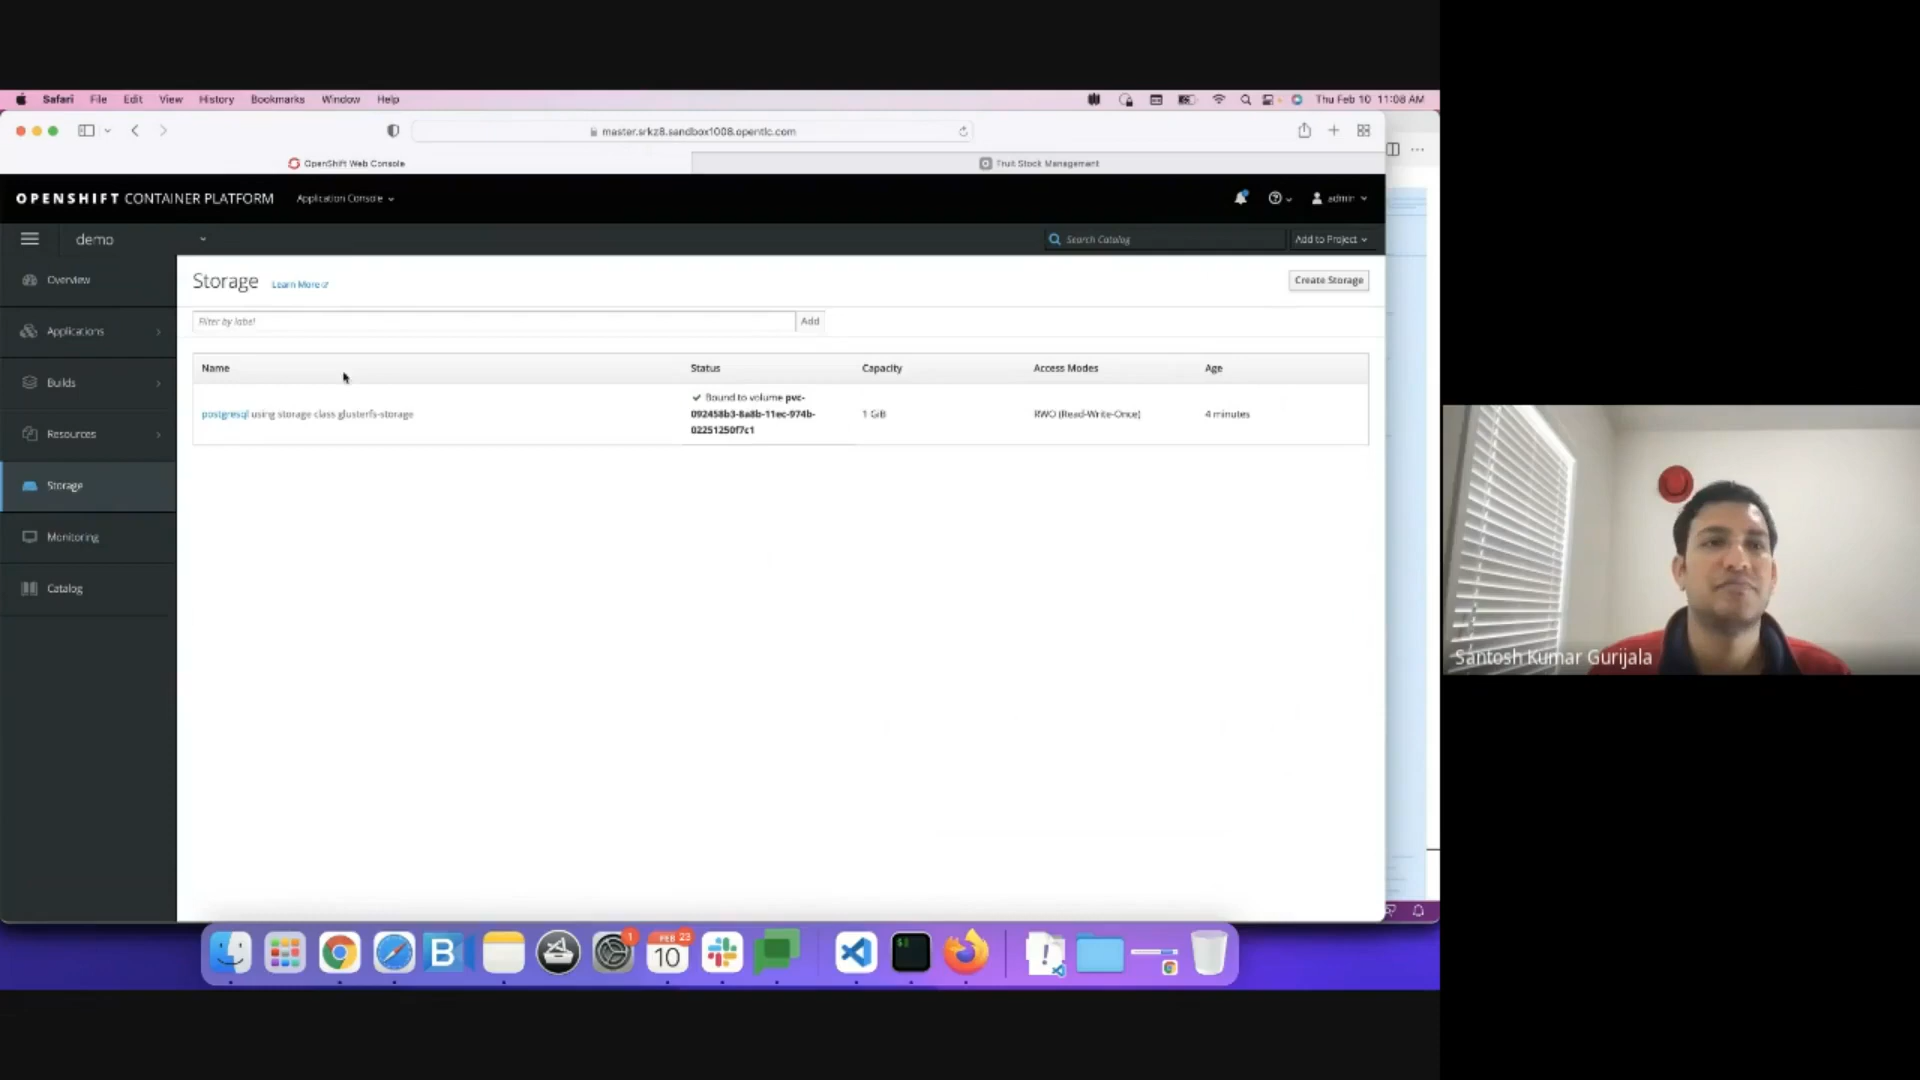 Safari File Edit View History Bookmarks Window Help Thu Feb 10 11:08 AM
master.srkz8.sandbox1008.opentlc.com
OpenShift Web Console Fruit Stock Management
OPENSHIFT CONTAINER PLATFORM Application Console admin
demo Search Catalog Add to Project
Overview
Applications
Builds
Resources
Storage
Monitoring
Catalog
Storage Learn More Create Storage
Filter by label Add
Name Status Capacity Access Modes Age
postgresql using storage class glusterfs-storage
Bound to volume pvc-
092458b3-8a8b-11ec-974b-
02251250f7c1
1 GiB
RWO (Read-Write-Once)
4 minutes
Santosh Kumar Gurijala
1
FEB 23
10